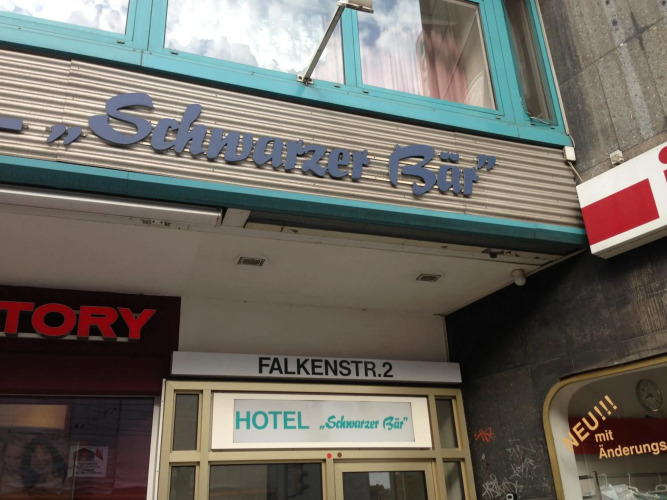 „Schwarzer Bär”
TORY
FALKENSTR.2
HOTEL „Schwarzer Bär”
NEU!!!
mit
Änderungs